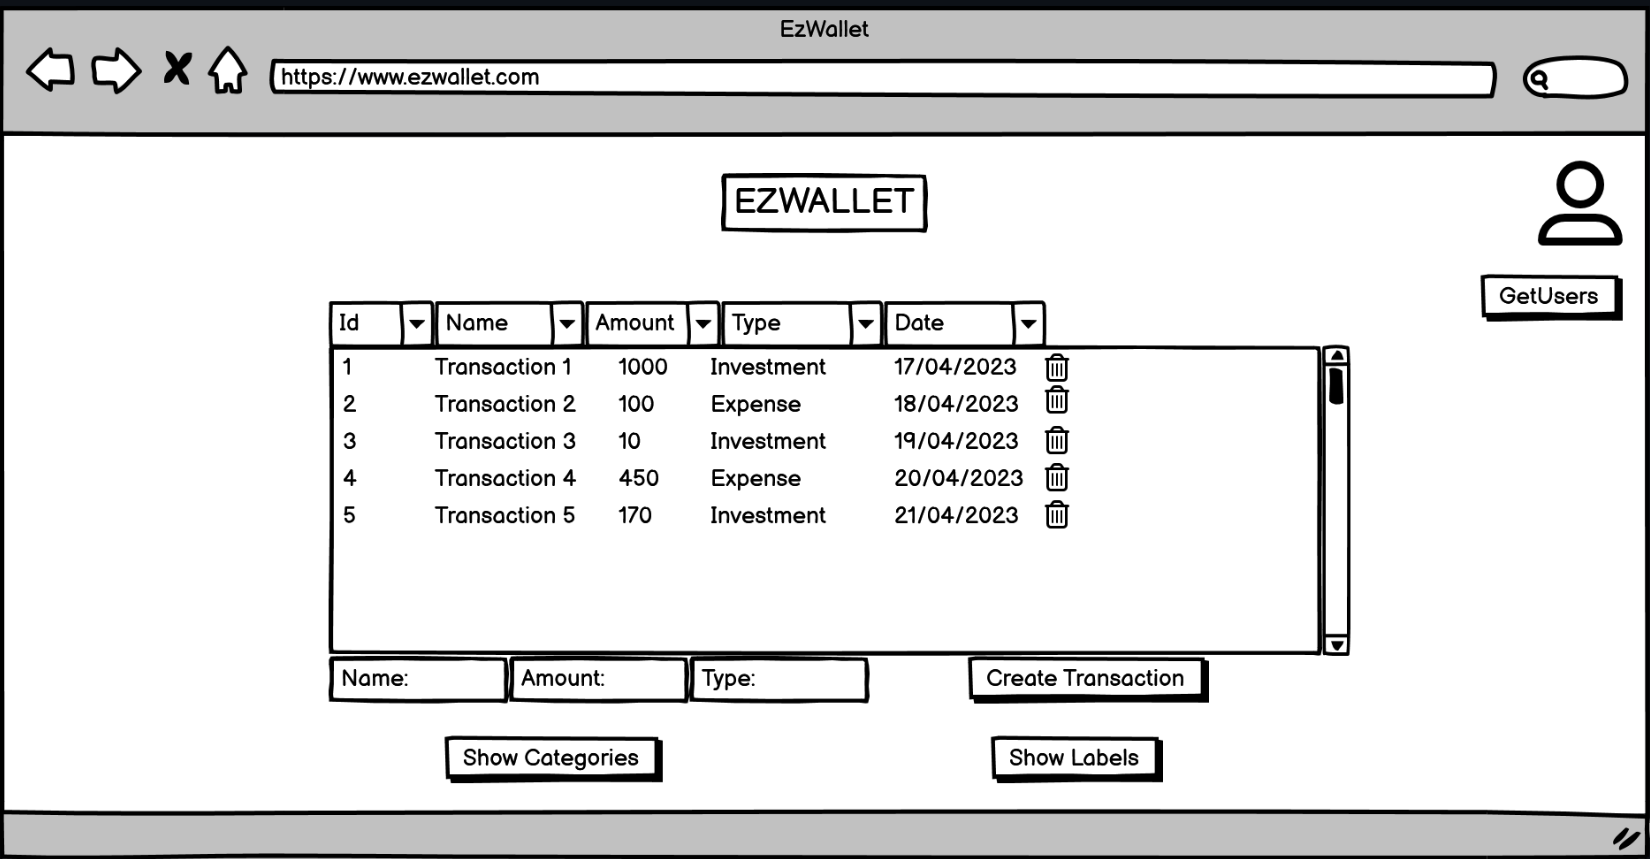 EzWallet
https://www.ezwallet.com
EZWALLET
GetUsers
Id Name Amount Type Date
1 Transaction 1 1000 Investment 17/04/2023
2 Transaction 2 100 Expense 18/04/2023
3 Transaction 3 10 Investment 19/04/2023
4 Transaction 4 450 Expense 20/04/2023
5 Transaction 5 170 Investment 21/04/2023
Name: Amount: Type: Create Transaction
Show Categories Show Labels